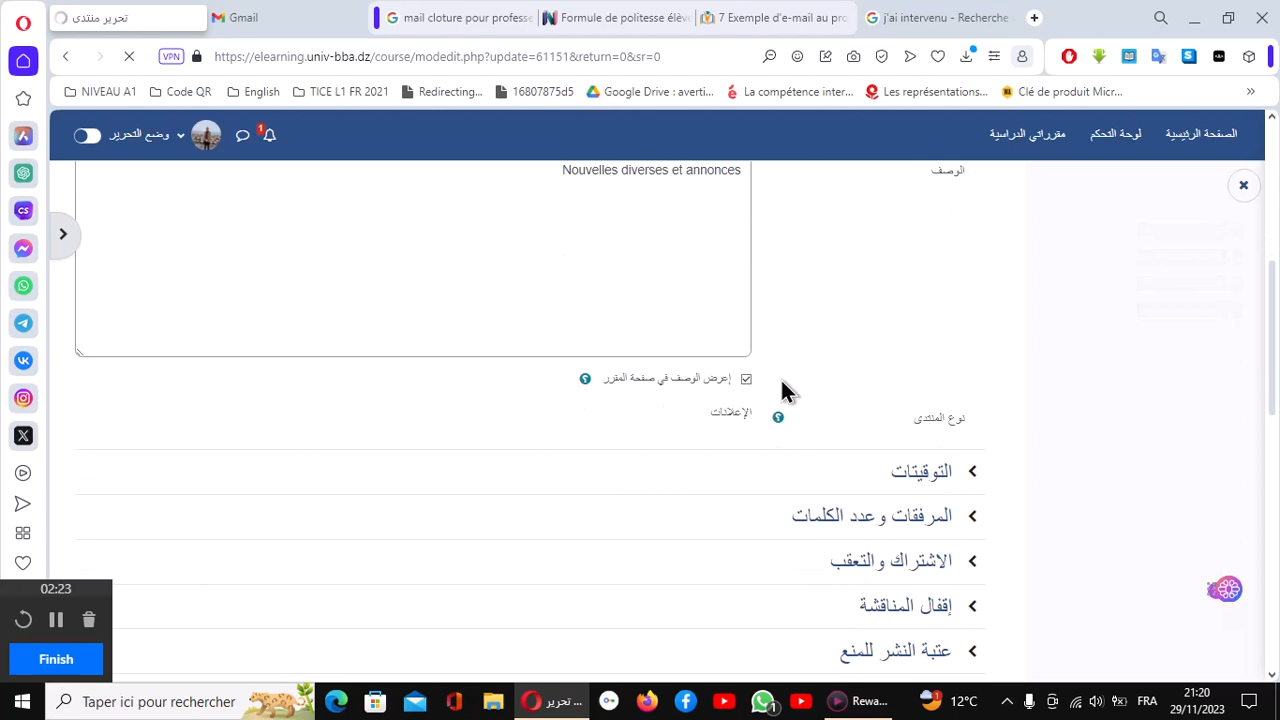 تحرير منتدى
Gmail
mail cloture pour professe
Formule de politesse élève
7 Exemple d'e-mail au pro
j'ai intervenu - Recherche
VPN
https://elearning.univ-bba.dz/course/modedit.php?update=61151&return=0&sr=0
NIVEAU A1
Code QR
English
TICE L1 FR 2021
Redirecting...
16807875d5
Google Drive : averti...
La compétence inter...
Les représentations...
Clé de produit Micr...
الصفحة الرئيسية
لوحة التحكم
مقرراتي الدراسية
1
وضع التحرير
الوصف
Nouvelles diverses et annonces
إعرض الوصف في صفحة المقرر
نوع المنتدى
الإعلانات
التوقيتات
المرفقات وعدد الكلمات
الاشتراك والتعقب
إقفال المناقشة
عتبة النشر للمنع
02:23
Finish
Taper ici pour rechercher
تحرير ...
1
Rewa...
1
12°C
FRA
21:20
29/11/2023